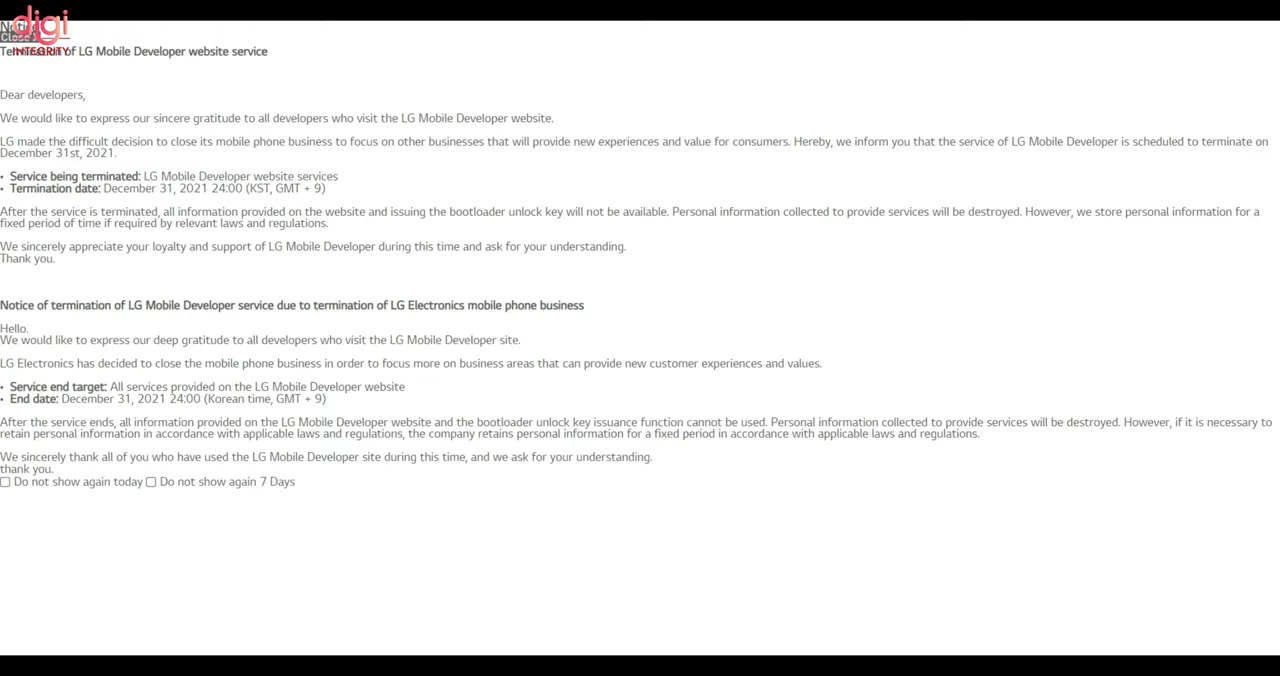 digi
INTEGRITY
Notice
Close
Termination of LG Mobile Developer website service
Dear developers,
We would like to express our sincere gratitude to all developers who visit the LG Mobile Developer website.
LG made the difficult decision to close its mobile phone business to focus on other businesses that will provide new experiences and value for consumers. Hereby, we inform you that the service of LG Mobile Developer is scheduled to terminate on
December 31st, 2021.
• Service being terminated: LG Mobile Developer website services
• Termination date: December 31, 2021 24:00 (KST, GMT + 9)
After the service is terminated, all information provided on the website and issuing the bootloader unlock key will not be available. Personal information collected to provide services will be destroyed. However, we store personal information for a
fixed period of time if required by relevant laws and regulations.
We sincerely appreciate your loyalty and support of LG Mobile Developer during this time and ask for your understanding.
Thank you.
Notice of termination of LG Mobile Developer service due to termination of LG Electronics mobile phone business
Hello.
We would like to express our deep gratitude to all developers who visit the LG Mobile Developer site.
LG Electronics has decided to close the mobile phone business in order to focus more on business areas that can provide new customer experiences and values.
• Service end target: All services provided on the LG Mobile Developer website
• End date: December 31, 2021 24:00 (Korean time, GMT + 9)
After the service ends, all information provided on the LG Mobile Developer website and the bootloader unlock key issuance function cannot be used. Personal information collected to provide services will be destroyed. However, if it is necessary to
retain personal information in accordance with applicable laws and regulations, the company retains personal information for a fixed period in accordance with applicable laws and regulations.
We sincerely thank all of you who have used the LG Mobile Developer site during this time, and we ask for your understanding.
thank you.
Do not show again today Do not show again 7 Days